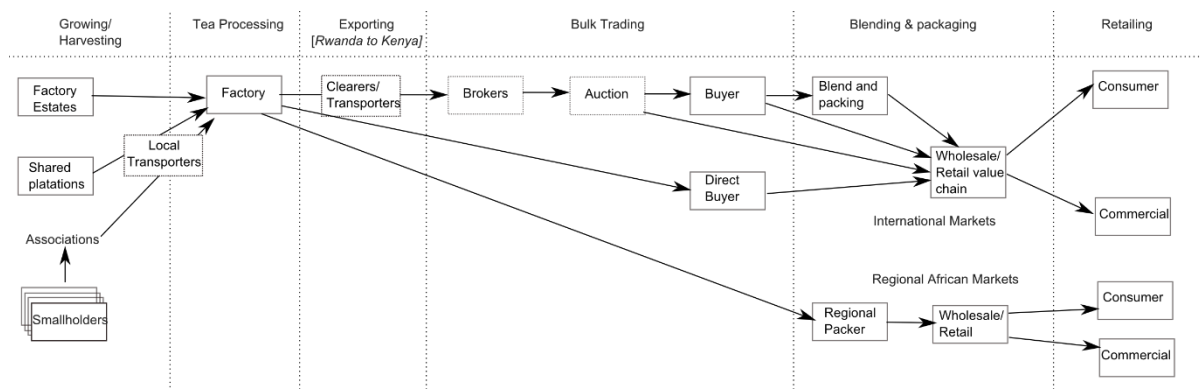 Growing/
Harvesting
Tea Processing
Exporting
[Rwanda to Kenya]
Bulk Trading
Blending & packaging
Retailing
Factory
Estates
Factory
Clearers/
Transporters
Brokers
Auction
Buyer
Blend and
packing
Consumer
Local
Transporters
Shared
platations
Direct
Buyer
Wholesale/
Retail value
chain
International Markets
Commercial
Associations
Smallholders
Regional African Markets
Regional
Packer
Wholesale/
Retail
Consumer
Commercial